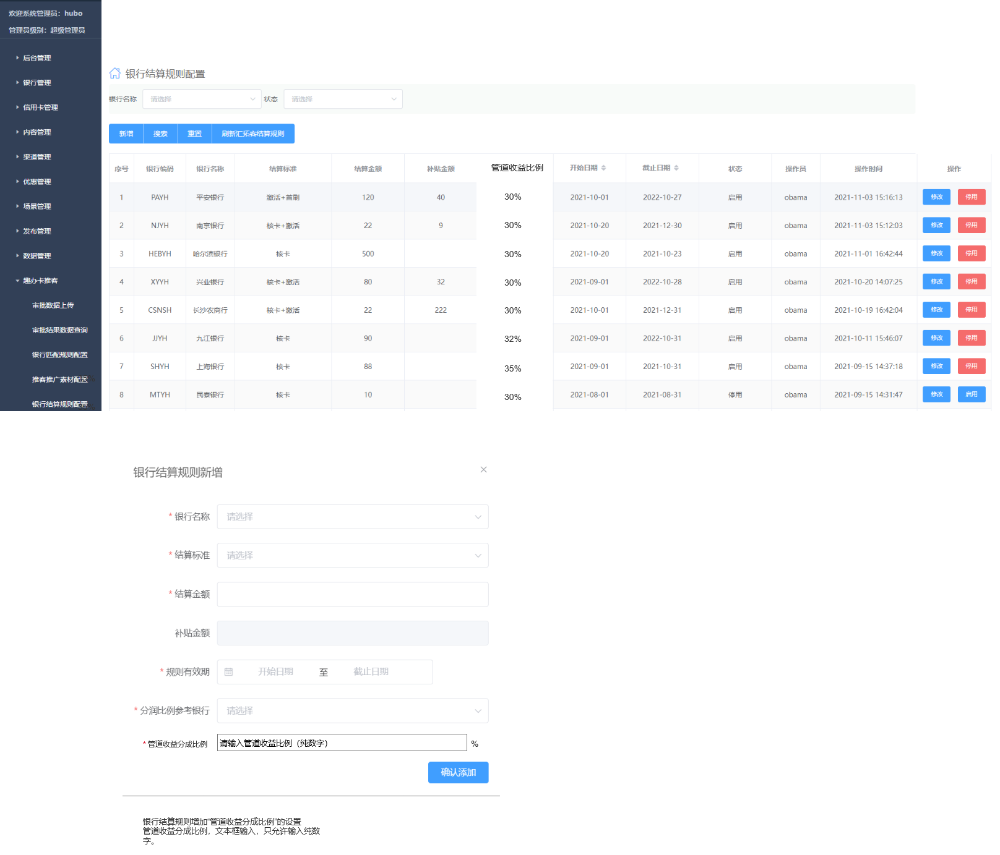 欢迎系统管理员：hubo
管理员级别：超级管理员
后台管理
银行管理
信用卡管理
内容管理
渠道管理
优惠管理
场景管理
发布管理
数据管理
趣办卡推客
审批数据上传
审批结果数据查询
银行匹配规则配置
推客推广素材配置
银行结算规则配置
银行结算规则配置
银行名称 请选择 状态 请选择
新增 搜索 重置 刷新汇拓客结算规则
序号 银行编码 银行名称 结算标准 结算金额 补贴金额 管道收益比例 开始日期 截止日期 状态 操作员 操作时间 操作
1 PAYH 平安银行 激活+首刷 120 40 30% 2021-10-01 2022-10-27 启用 obama 2021-11-03 15:16:13 修改 停用
2 NJYH 南京银行 核卡+激活 22 9 30% 2021-10-20 2021-12-30 启用 obama 2021-11-03 15:12:03 修改 停用
3 HEBYH 哈尔滨银行 核卡 500 30% 2021-10-20 2021-10-23 启用 obama 2021-11-01 16:42:44 修改 停用
4 XYYH 兴业银行 核卡+激活 80 32 30% 2021-09-01 2022-10-28 启用 obama 2021-10-20 14:07:25 修改 停用
5 CSNSH 长沙农商行 核卡+激活 22 222 30% 2021-10-01 2021-12-31 启用 obama 2021-10-19 16:42:04 修改 停用
6 JJYH 九江银行 核卡 90 32% 2021-09-01 2022-10-31 启用 obama 2021-10-11 15:46:07 修改 停用
7 SHYH 上海银行 核卡 88 35% 2021-09-01 2021-10-31 启用 obama 2021-09-15 14:37:18 修改 停用
8 MTYH 民泰银行 核卡 10 30% 2021-08-01 2021-08-31 停用 obama 2021-09-15 14:31:47 修改 启用
银行结算规则新增
* 银行名称 请选择
* 结算标准 请选择
* 结算金额
补贴金额
* 规则有效期 开始日期 至 截止日期
* 分润比例参考银行 请选择
* 管道收益分成比例 请输入管道收益比例（纯数字） %
确认添加
银行结算规则增加“管道收益分成比例”的设置
管道收益分成比例，文本框输入，只允许输入纯数
字。